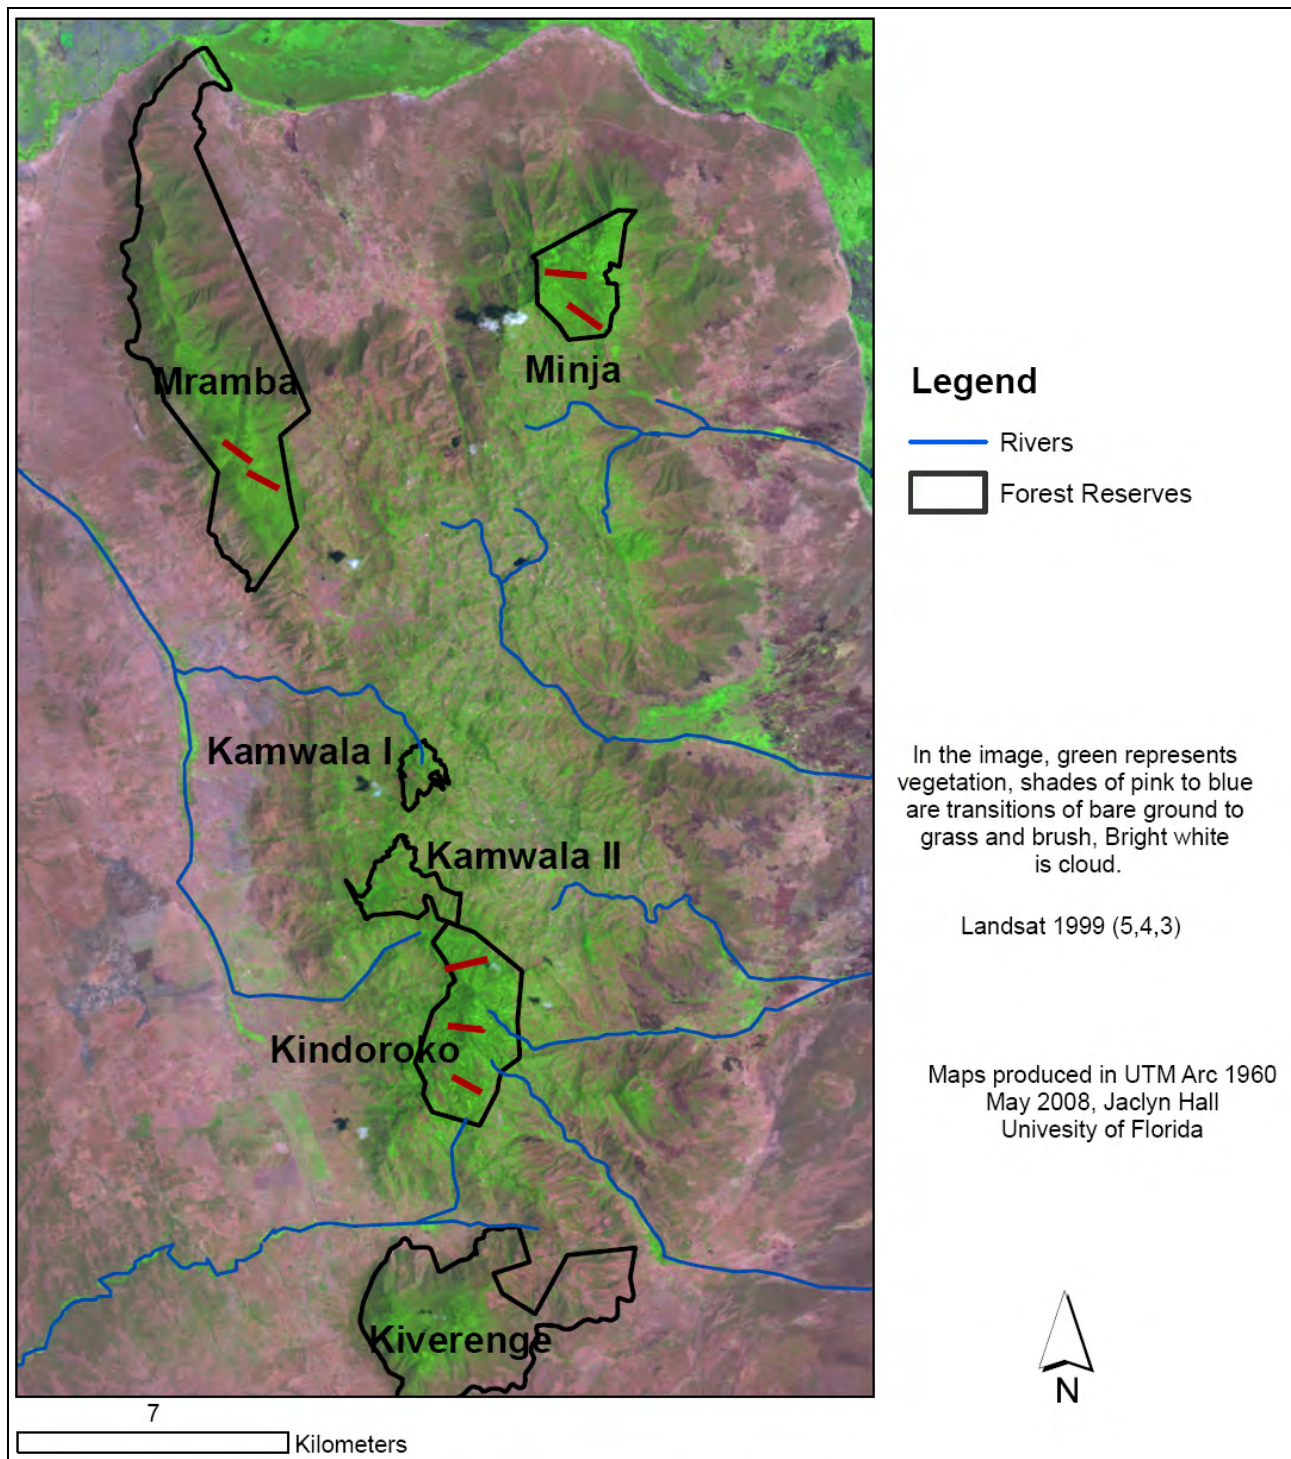 Mramba
Minja
Kamwala I
Kamwala II
Kindoroko
Kiverenge
Legend
Rivers
Forest Reserves
In the image, green represents
vegetation, shades of pink to blue
are transitions of bare ground to
grass and brush, Bright white
is cloud.
Landsat 1999 (5,4,3)
Maps produced in UTM Arc 1960
May 2008, Jaclyn Hall
Univesity of Florida
N
7
Kilometers